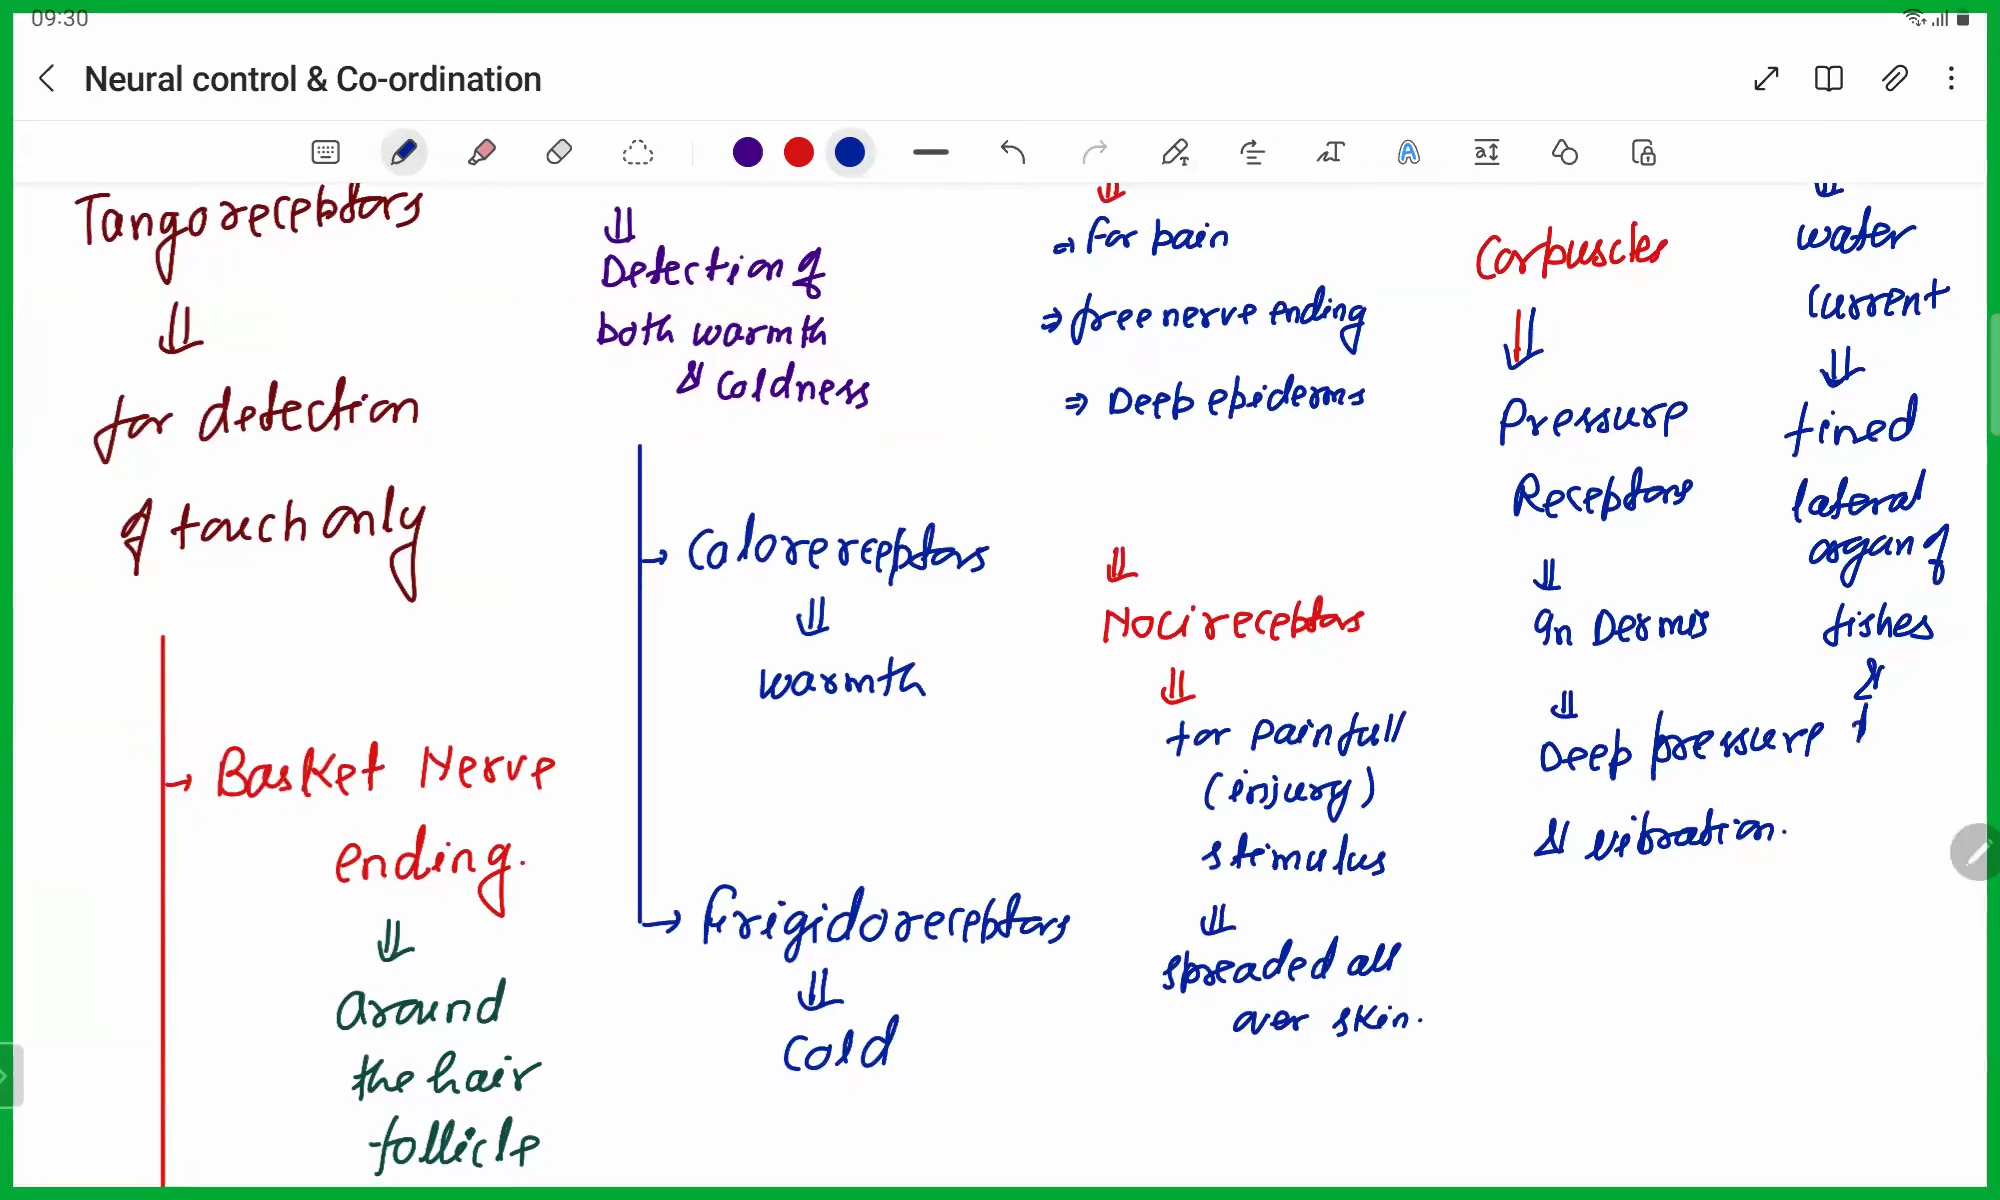 09:30
Neural control & Co-ordination
Tangoreceptors
⇓
for detection
of touch only
→ Basket Nerve
ending.
⇓
around
the hair
follicle
⇓
Detection of
both warmth
& coldness
→ Calorereceptors
⇓
warmth
→ frigidoreceptors
⇓
cold
⇓
⇒ for pain
⇒ free nerve ending
⇒ Deep epiderms
⇓
Nocireceptors
⇓
for painfull
(injury)
stimulus
⇓
spreaded all
over skin.
Corpuscles
⇓
Pressure
Receptors
⇓
In Dermis
⇓
Deep pressure
& vibration.
⇓
water
current
⇓
fined
lateral
organ of
fishes
&